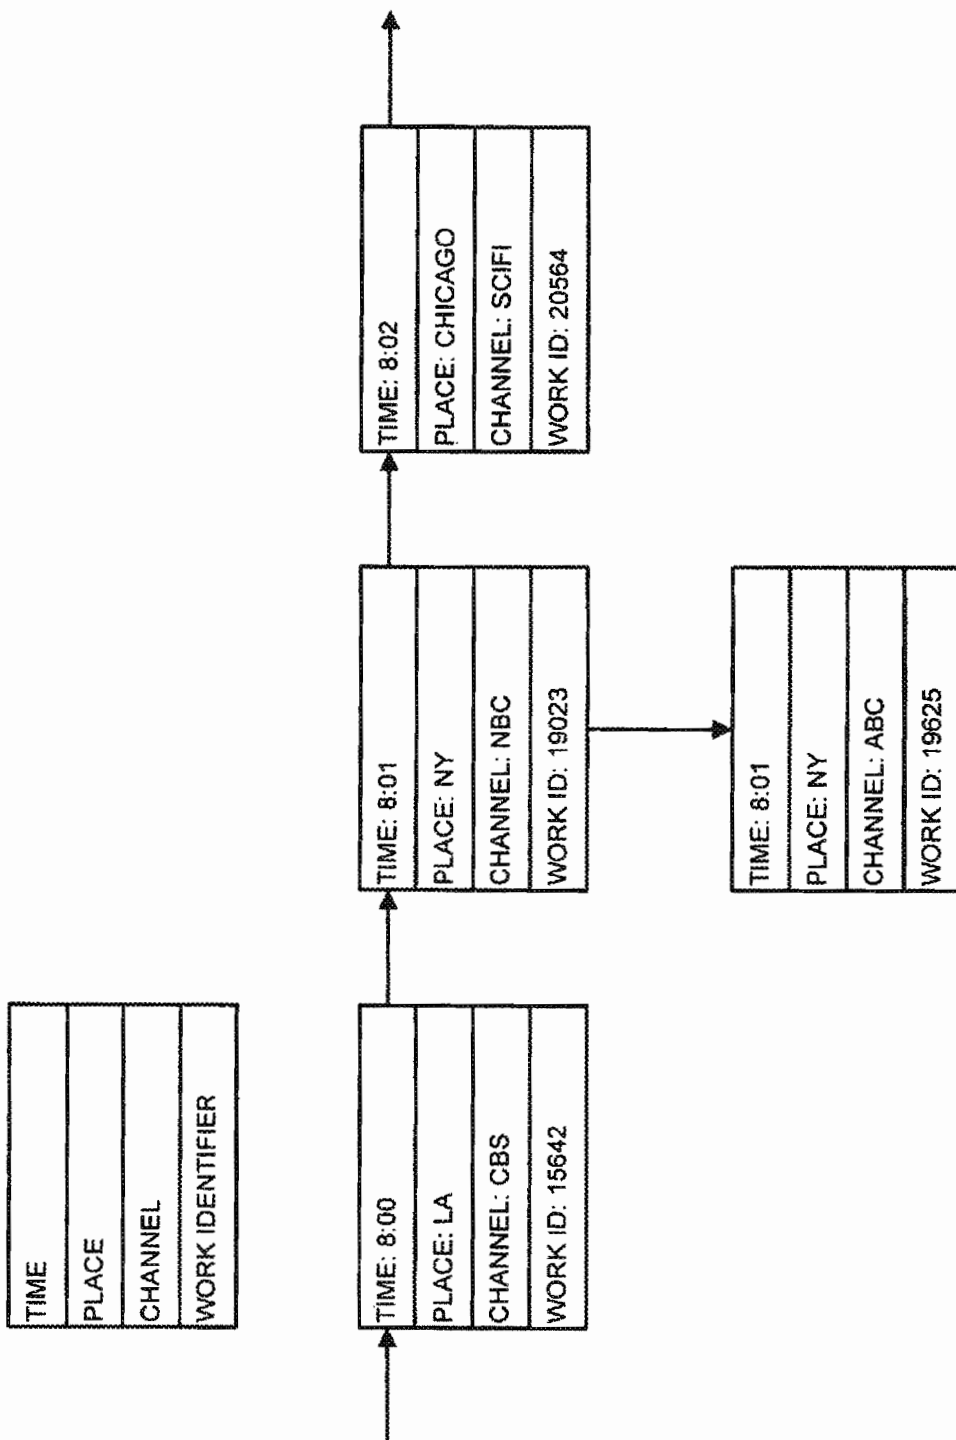 TIME
PLACE
CHANNEL
WORK IDENTIFIER
TIME: 8:00
PLACE: LA
CHANNEL: CBS
WORK ID: 15642
TIME: 8:01
PLACE: NY
CHANNEL: NBC
WORK ID: 19023
TIME: 8:02
PLACE: CHICAGO
CHANNEL: SCIFI
WORK ID: 20564
TIME: 8:01
PLACE: NY
CHANNEL: ABC
WORK ID: 19625